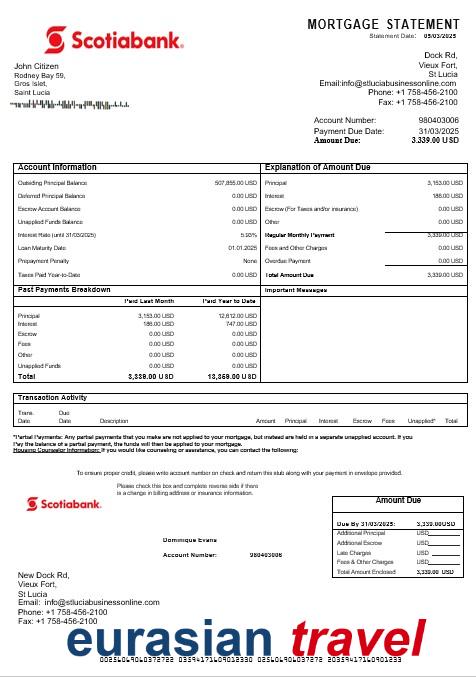 Scotiabank
MORTGAGE STATEMENT
Statement Date: 05/03/2025
John Citizen
Rodney Bay 59,
Gros Islet,
Saint Lucia
Dock Rd,
Vieux Fort,
St Lucia
Email:info@stluciabusinessonline.com
Phone: +1 758-456-2100
Fax: +1 758-456-2100
Account Number: 980403006
Payment Due Date: 31/03/2025
Amount Due: 3,339.00 USD
Account Information
Outsiding Principal Balance 507,855.00 USD
Deferred Principal Balance 0.00 USD
Escrow Account Balance 0.00 USD
Unapplied Funds Balance 0.00 USD
Interest Rate (until 31/03/2025) 5.93%
Loan Maturity Date 01.01.2025
Prepayment Penalty None
Taxes Paid Year-to-Date 0.00 USD
Explanation of Amount Due
Principal 3,153.00 USD
Interest 186.00 USD
Escrow (For Taxes and/or insurance) 0.00 USD
Other 0.00 USD
Regular Monthly Payment 3,339.00 USD
Fees and Other Charges 0.00 USD
Overdue Payment 0.00 USD
Total Amount Due 3,339.00 USD
Past Payments Breakdown
Paid Last Month Paid Year to Date
Principal 3,153.00 USD 12,612.00 USD
Interest 186.00 USD 747.00 USD
Escrow 0.00 USD 0.00 USD
Fees 0.00 USD 0.00 USD
Other 0.00 USD 0.00 USD
Unapplied Funds 0.00 USD 0.00 USD
Total 3,339.00 USD 13,359.00 USD
Important Messages
Transaction Activity
Trans. Date Due Date Description Amount Principal Interest Escrow Fees Unapplied* Total
*Partial Payments: Any partial payments that you make are not applied to your mortgage, but instead are held in a separate unapplied account. If you
Pay the balance of a partial payment, the funds will then be applied to your mortgage.
Housing Counselor Information: If you would like counseling or assistance, you can contact the following:
To ensure proper credit, please write account number on check and return this stub along with your payment in envelope provided.
Please check this box and complete reverse side if there
is a change in billing address or insurance information.
Scotiabank
Dominique Evans
Account Number: 980403006
Amount Due
Due By 31/03/2025: 3,339.00USD
Additional Principal USD
Additional Escrow USD
Late Charges USD
Fees & Other Charges USD
Total Amount Enclosed 3,339.00 USD
New Dock Rd,
Vieux Fort,
St Lucia
Email: info@stluciabusinessonline.com
Phone: +1 758-456-2100
Fax: +1 758-456-2100
eurasian travel